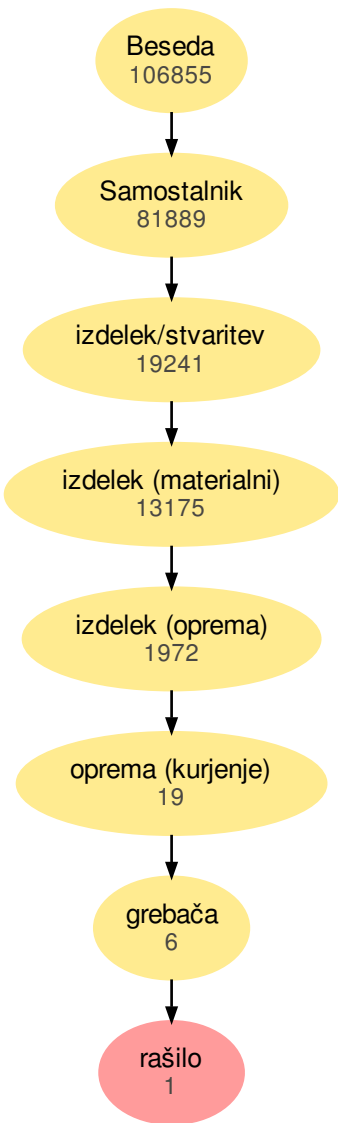 Beseda
106855
Samostalnik
81889
izdelek/stvaritev
19241
izdelek (materialni)
13175
izdelek (oprema)
1972
oprema (kurjenje)
19
grebača
6
rašilo
1